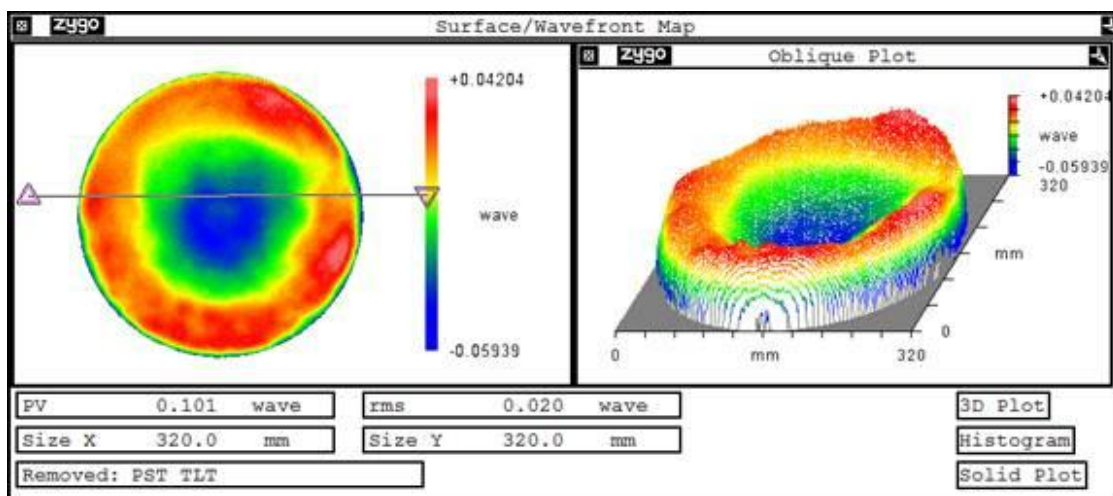 zygo Surface/Wavefront Map
+0.04204
wave
-0.05939
zygo Oblique Plot
+0.04204
wave
-0.05939
320
mm
0
0 mm 320
PV 0.101 wave
rms 0.020 wave
3D Plot
Size X 320.0 mm
Size Y 320.0 mm
Histogram
Removed: PST TLT
Solid Plot